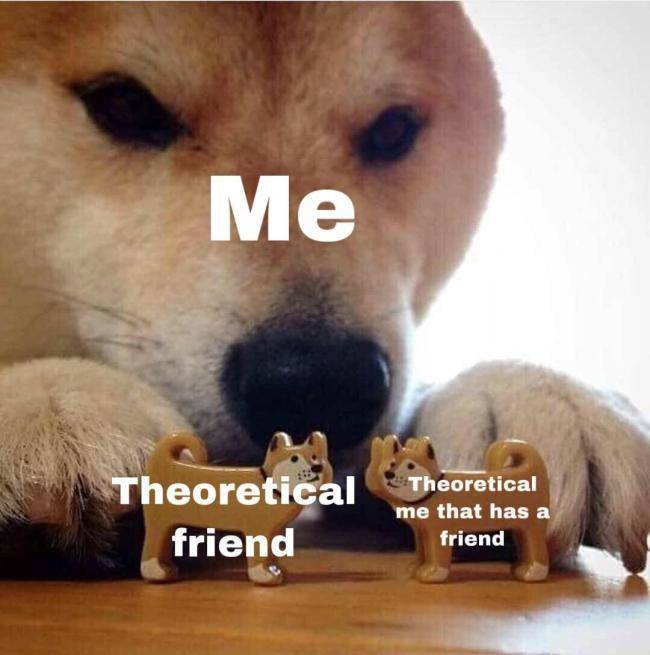 Me
Theoretical
friend
Theoretical
me that has a
friend